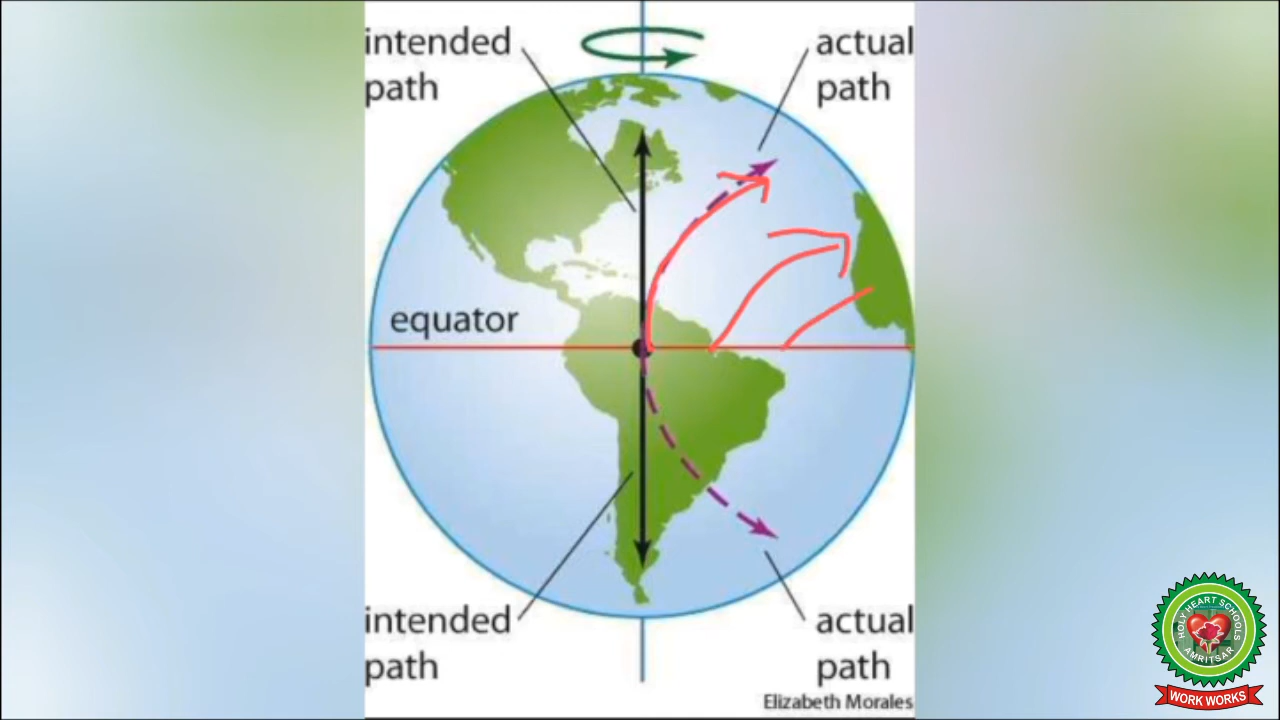 intended
path
actual
path
equator
intended
path
actual
path
Elizabeth Morales
HOLY HEART SCHOOLS
AMRITSAR
WORK WORKS